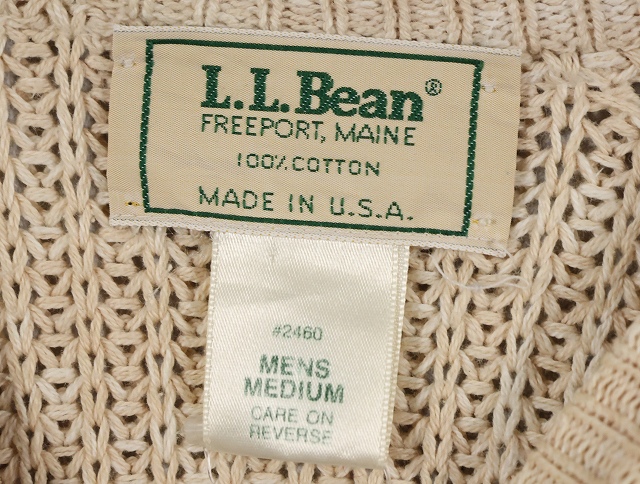 L.L.Bean®
FREEPORT, MAINE
100% COTTON
MADE IN U.S.A.
#2460
MENS
MEDIUM
CARE ON
REVERSE